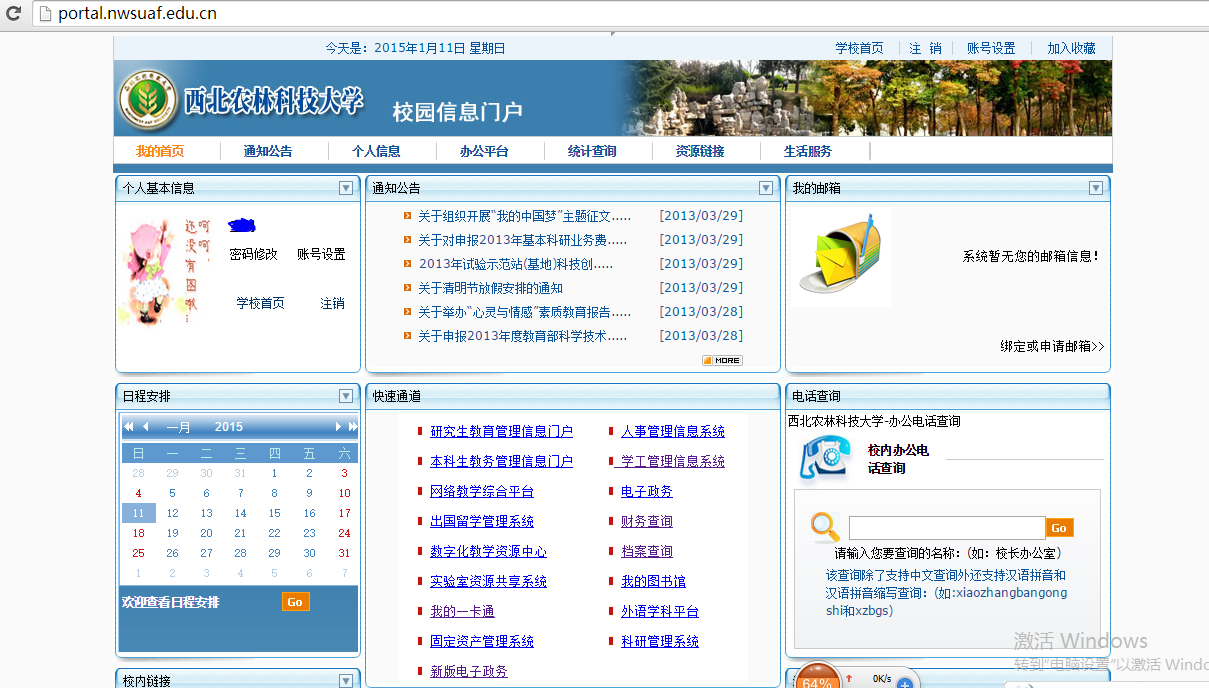 portal.nwsuaf.edu.cn
今天是：2015年1月11日 星期日
学校首页 注 销 账号设置 加入收藏
西北农林科技大学 校园信息门户
我的首页 通知公告 个人信息 办公平台 统计查询 资源链接 生活服务
个人基本信息
密码修改 账号设置
学校首页 注销
还没有图哦
呵呵
通知公告
关于组织开展“我的中国梦”主题征文..... [2013/03/29]
关于对申报2013年基本科研业务费..... [2013/03/29]
2013年试验示范站(基地)科技创..... [2013/03/29]
关于清明节放假安排的通知 [2013/03/29]
关于举办“心灵与情感”素质教育报告..... [2013/03/28]
关于申报2013年度教育部科学技术..... [2013/03/28]
MORE
我的邮箱
系统暂无您的邮箱信息！
绑定或申请邮箱>>
日程安排
一月 2015
日 一 二 三 四 五 六
28 29 30 31 1 2 3
4 5 6 7 8 9 10
11 12 13 14 15 16 17
18 19 20 21 22 23 24
25 26 27 28 29 30 31
1 2 3 4 5 6 7
欢迎查看日程安排 Go
快速通道
研究生教育管理信息门户 人事管理信息系统
本科生教务管理信息门户 学工管理信息系统
网络教学综合平台 电子政务
出国留学管理系统 财务查询
数字化教学资源中心 档案查询
实验室资源共享系统 我的图书馆
我的一卡通 外语学科平台
固定资产管理系统 科研管理系统
新版电子政务
电话查询
西北农林科技大学-办公电话查询
校内办公电
话查询
Go
请输入您要查询的名称：（如：校长办公室）
该查询除了支持中文查询外还支持汉语拼音和
汉语拼音缩写查询：（如:xiaozhangbangong
shi和xzbgs）
激活 Windows
转到“电脑设置”以激活 Windo
校内链接
64% 0K/s